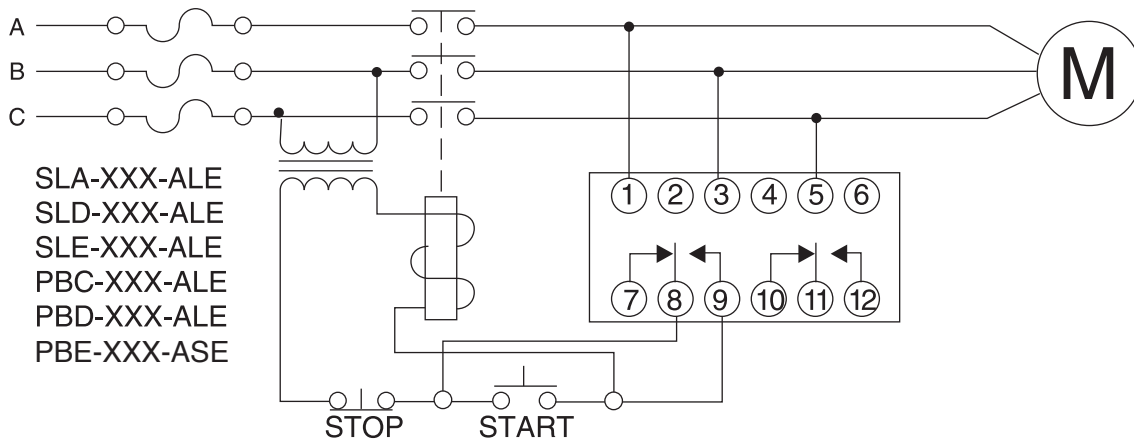 A
B
C
M
SLA-XXX-ALE
SLD-XXX-ALE
SLE-XXX-ALE
PBC-XXX-ALE
PBD-XXX-ALE
PBE-XXX-ASE
1 2 3 4 5 6
7 8 9 10 11 12
STOP
START